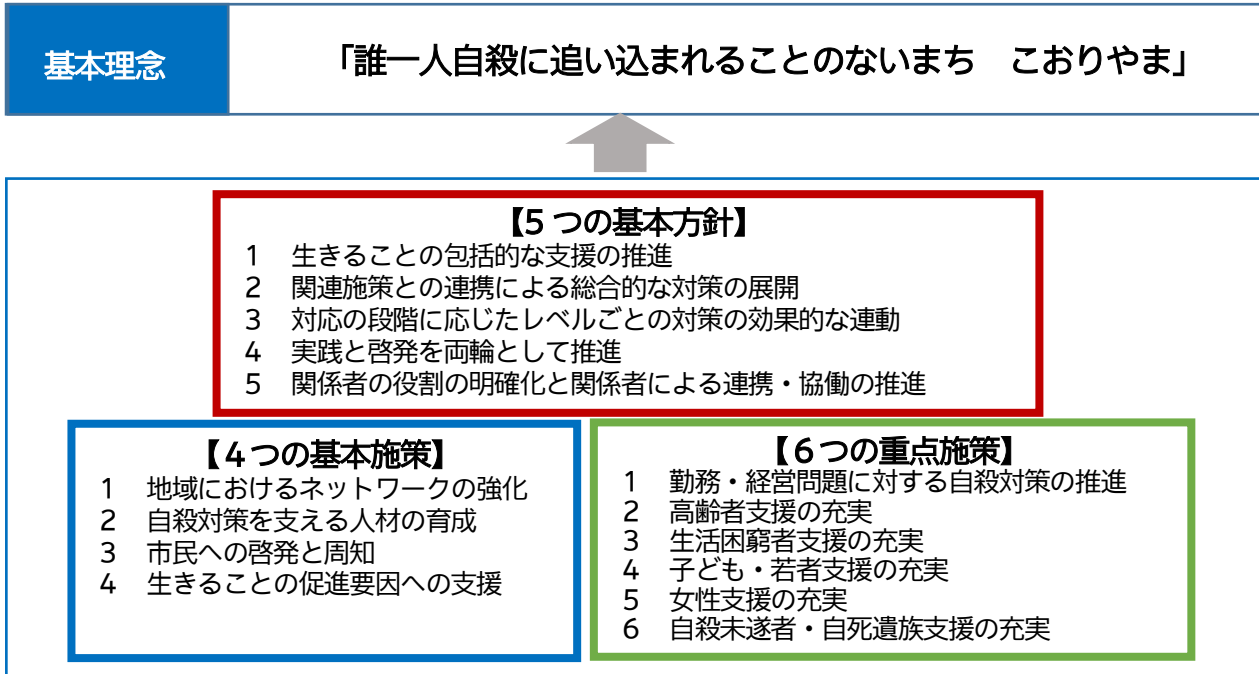 基本理念
「誰一人自殺に追い込まれることのないまち　こおりやま」
【5つの基本方針】
1　生きることの包括的な支援の推進
2　関連施策との連携による総合的な対策の展開
3　対応の段階に応じたレベルごとの対策の効果的な連動
4　実践と啓発を両輪として推進
5　関係者の役割の明確化と関係者による連携・協働の推進
【4つの基本施策】
1　地域におけるネットワークの強化
2　自殺対策を支える人材の育成
3　市民への啓発と周知
4　生きることの促進要因への支援
【6つの重点施策】
1　勤務・経営問題に対する自殺対策の推進
2　高齢者支援の充実
3　生活困窮者支援の充実
4　子ども・若者支援の充実
5　女性支援の充実
6　自殺未遂者・自死遺族支援の充実